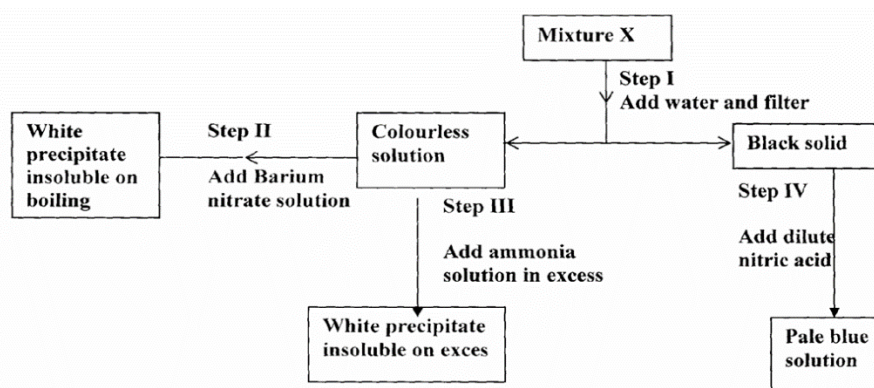 Mixture X
Step I
Add water and filter
White
precipitate
insoluble on
boiling
Step II
Add Barium
nitrate solution
Colourless
solution
Black solid
Step III
Add ammonia
solution in excess
Step IV
Add dilute
nitric acid
White precipitate
insoluble on exces
Pale blue
solution